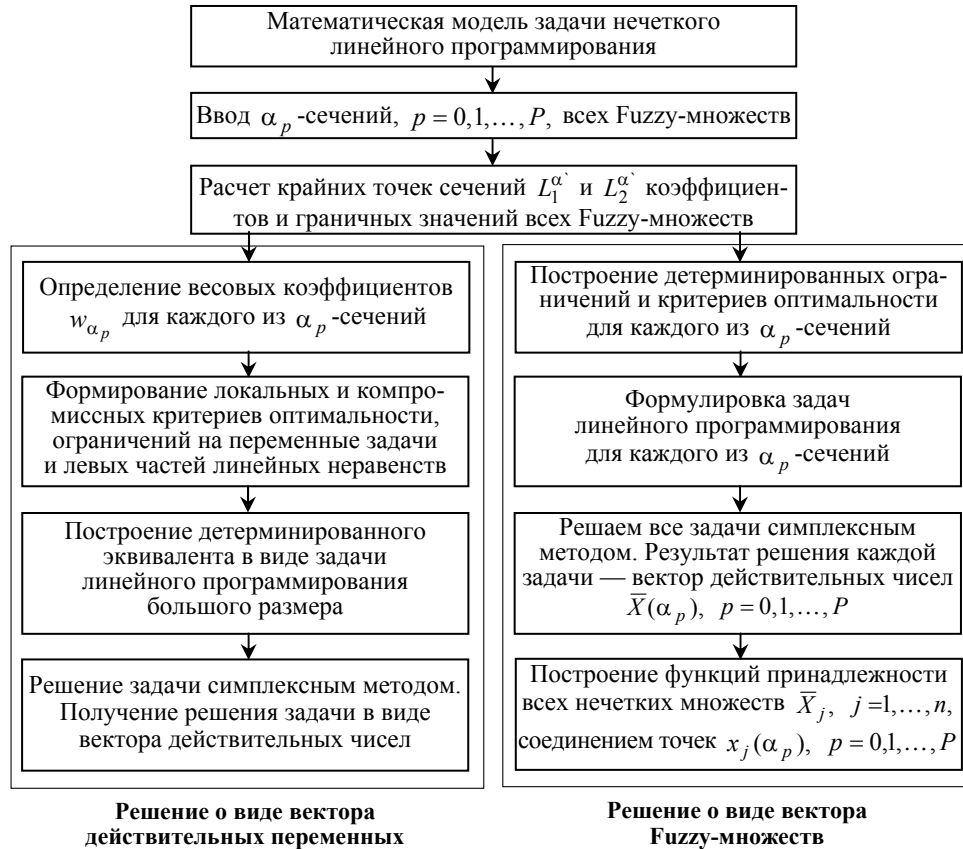 Математическая модель задачи нечеткого
линейного программирования
Ввод α_p -сечений, p = 0,1,…, P, всех Fuzzy-множеств
Расчет крайних точек сечений L_1^{α`} и L_2^{α`} коэффициен-
тов и граничных значений всех Fuzzy-множеств
Определение весовых коэффициентов
w_{α_p} для каждого из α_p -сечений
Формирование локальных и компро-
миссных критериев оптимальности,
ограничений на переменные задачи
и левых частей линейных неравенств
Построение детерминированного
эквивалента в виде задачи
линейного программирования
большого размера
Решение задачи симплексным методом.
Получение решения задачи в виде
вектора действительных чисел
Решение о виде вектора
действительных переменных
Построение детерминированных огра-
ничений и критериев оптимальности
для каждого из α_p -сечений
Формулировка задач
линейного программирования
для каждого из α_p -сечений
Решаем все задачи симплексным
методом. Результат решения каждой
задачи — вектор действительных чисел
X̅(α_p), p = 0,1,…, P
Построение функций принадлежности
всех нечетких множеств X̅_j, j =1,…, n,
соединением точек x_j(α_p), p = 0,1,…, P
Решение о виде вектора
Fuzzy-множеств